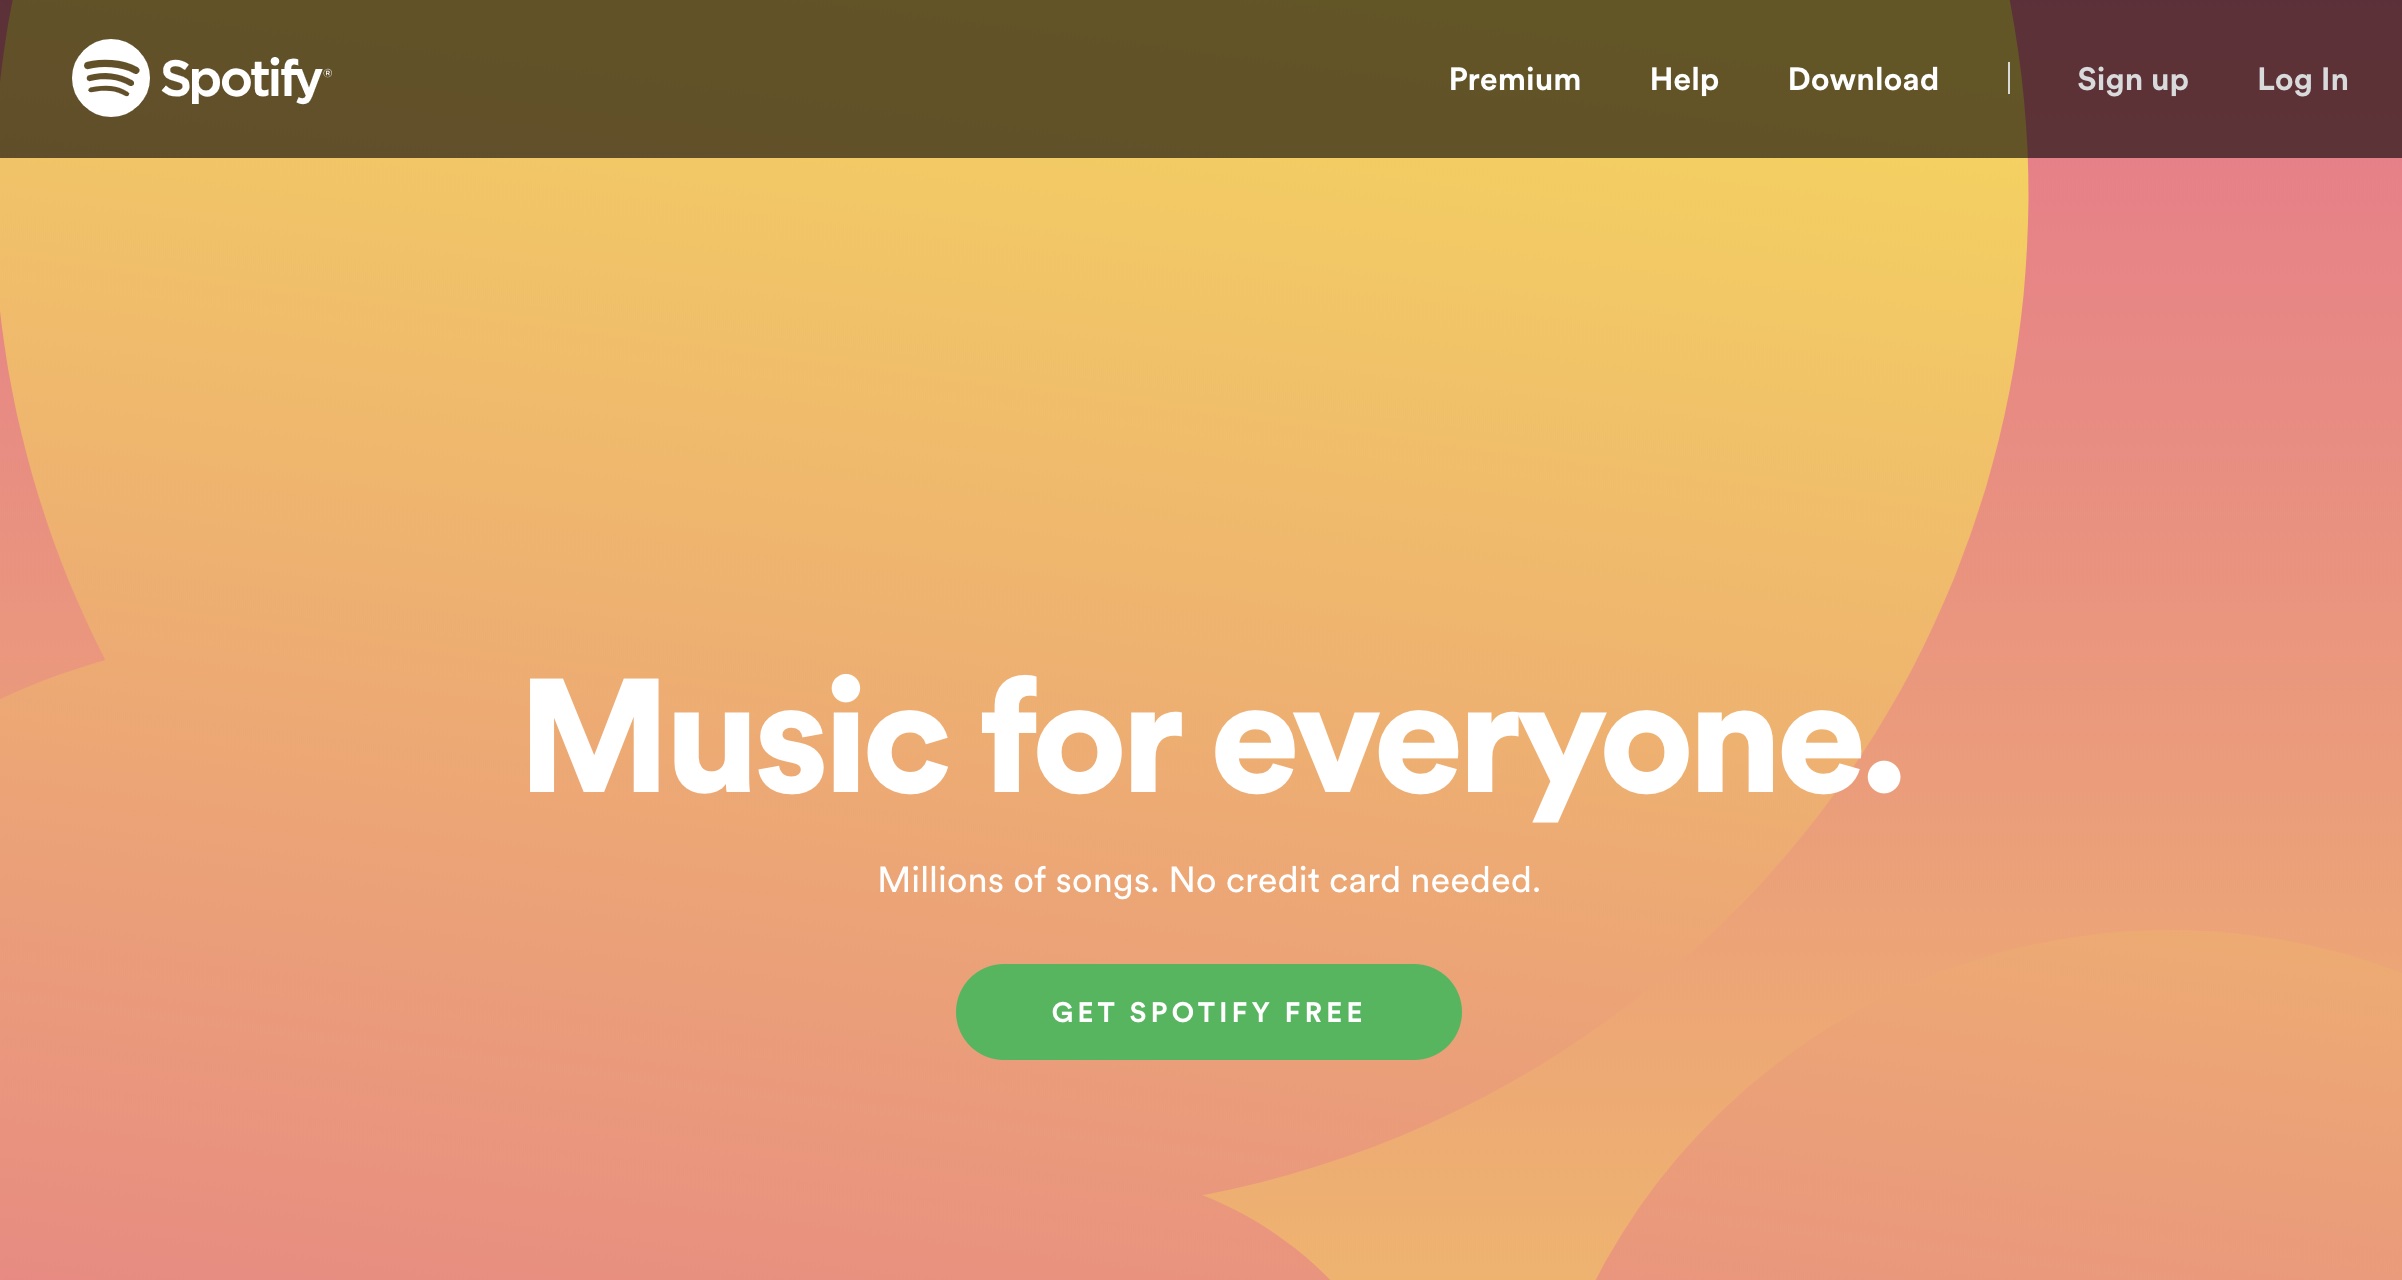 Spotify®
Premium Help Download | Sign up Log In
Music for everyone.
Millions of songs. No credit card needed.
GET SPOTIFY FREE